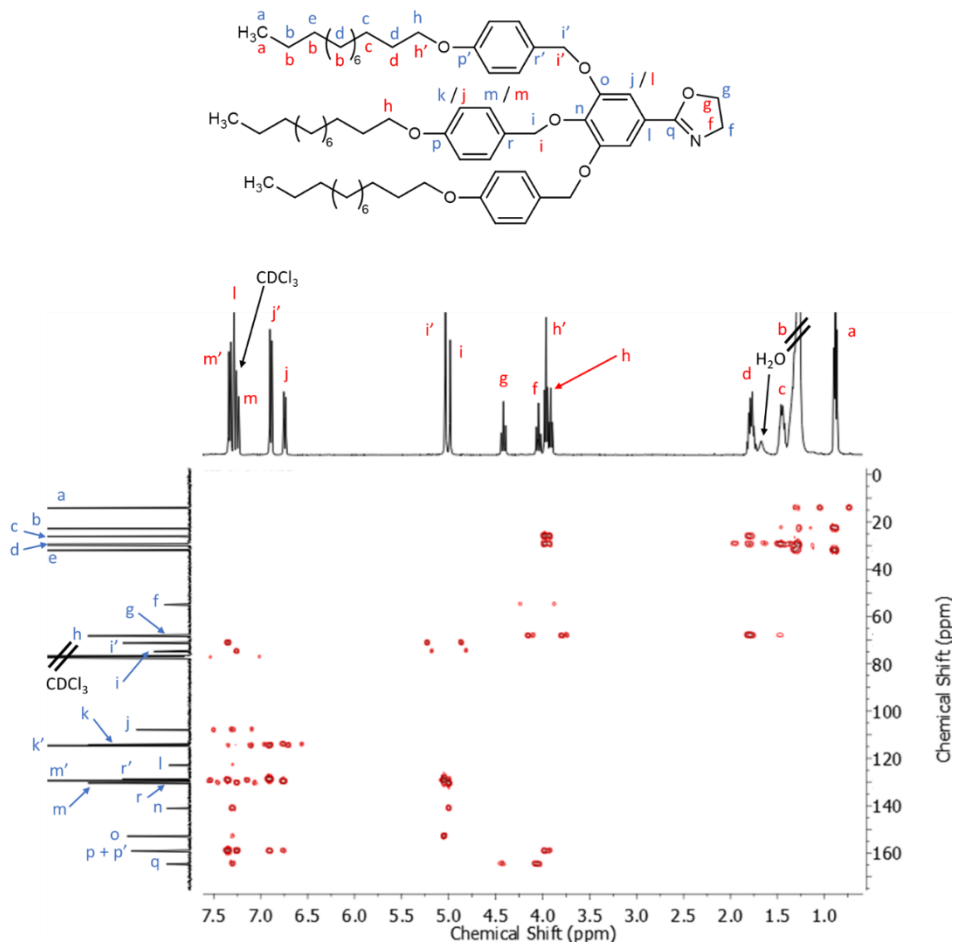 a b e d c d h i'
H₃C ( )₆ O O
a b b b c d h' p' r' i'
o j / l
k / j m / m O g
h n i g f
H₃C ( )₆ O O
p r i l q N f
O
H₃C ( )₆ O
CDCl₃
l j' i' h' b a
m' i h H₂O
m j g f d c
a 0
b
c 20
d
e 40
f
g 60
h
i' 80
CDCl₃ i
k j 100
k' l 120
m' r'
m r n 140
o
p + p' 160
q
7.5 7.0 6.5 6.0 5.5 5.0 4.5 4.0 3.5 3.0 2.5 2.0 1.5 1.0
Chemical Shift (ppm)
Chemical Shift (ppm)